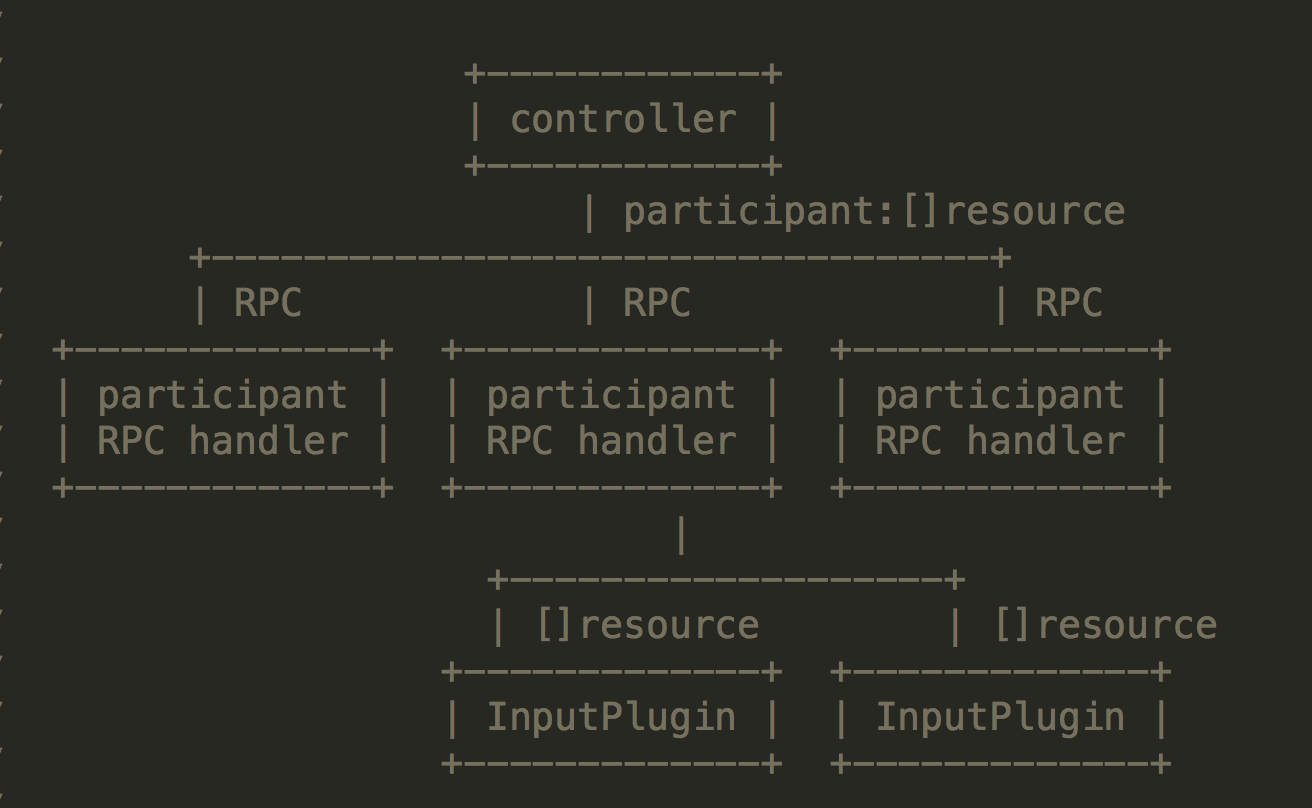 +------------+
| controller |
+------------+
| participant:[]resource
+----------------------------------+
| RPC | RPC | RPC
+-------------+ +-------------+ +-------------+
| participant | | participant | | participant |
| RPC handler | | RPC handler | | RPC handler |
+-------------+ +-------------+ +-------------+
|
+-------------------+
| []resource | []resource
+-------------+ +-------------+
| InputPlugin | | InputPlugin |
+-------------+ +-------------+